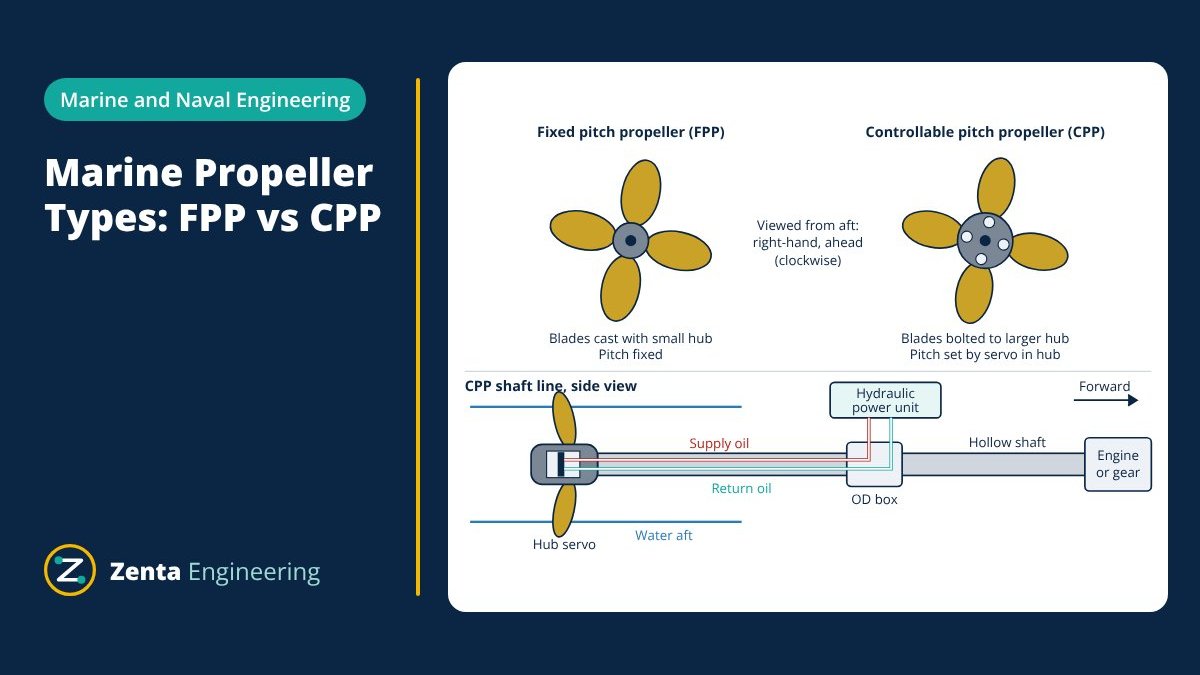 Marine and Naval Engineering
Marine Propeller
Types: FPP vs CPP
Zenta Engineering
Fixed pitch propeller (FPP)
Controllable pitch propeller (CPP)
Viewed from aft:
right-hand, ahead
(clockwise)
Blades cast with small hub
Pitch fixed
Blades bolted to larger hub
Pitch set by servo in hub
CPP shaft line, side view
Hydraulic
power unit
Forward
Supply oil
Hollow shaft
Engine
or gear
Return oil
OD box
Water aft
Hub servo